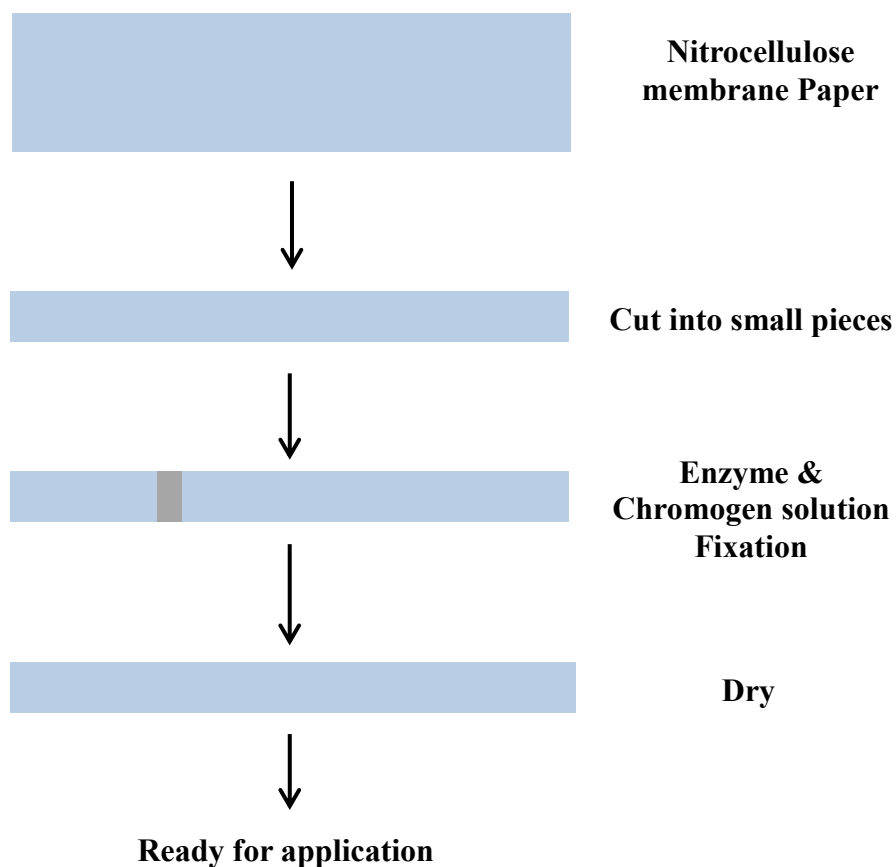 Nitrocellulose
membrane Paper
Cut into small pieces
Enzyme &
Chromogen solution
Fixation
Dry
Ready for application